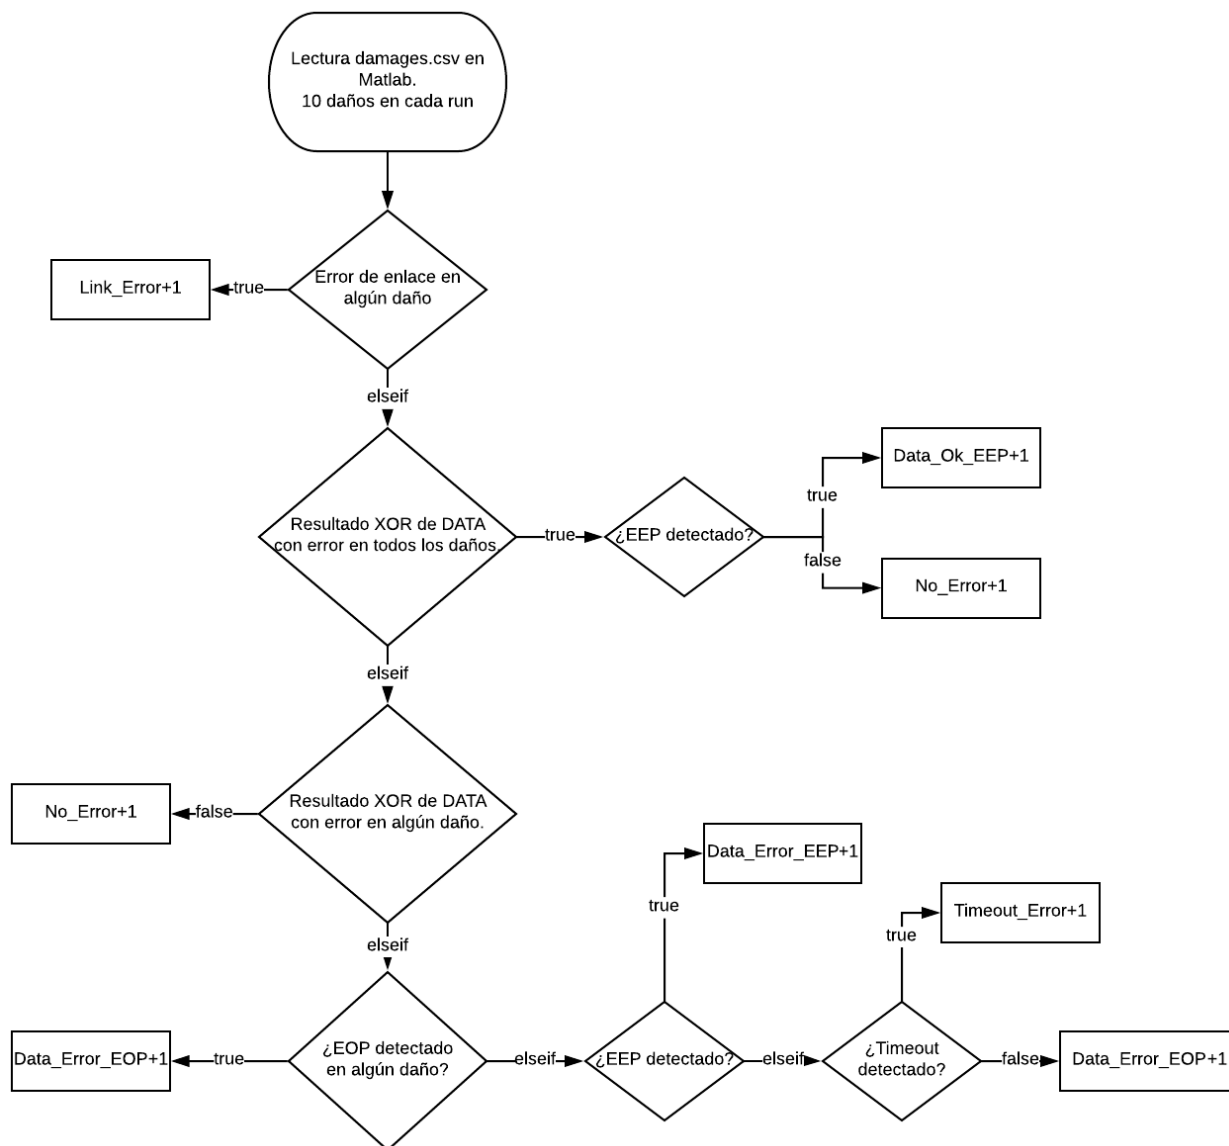 Lectura damages.csv en
Matlab.
10 daños en cada run
Error de enlace en
algún daño
true
Link_Error+1
elseif
Resultado XOR de DATA
con error en todos los daños.
true
¿EEP detectado?
true
Data_Ok_EEP+1
false
No_Error+1
elseif
Resultado XOR de DATA
con error en algún daño.
false
No_Error+1
elseif
¿EOP detectado
en algún daño?
true
Data_Error_EOP+1
elseif
¿EEP detectado?
true
Data_Error_EEP+1
elseif
¿Timeout
detectado?
true
Timeout_Error+1
false
Data_Error_EOP+1